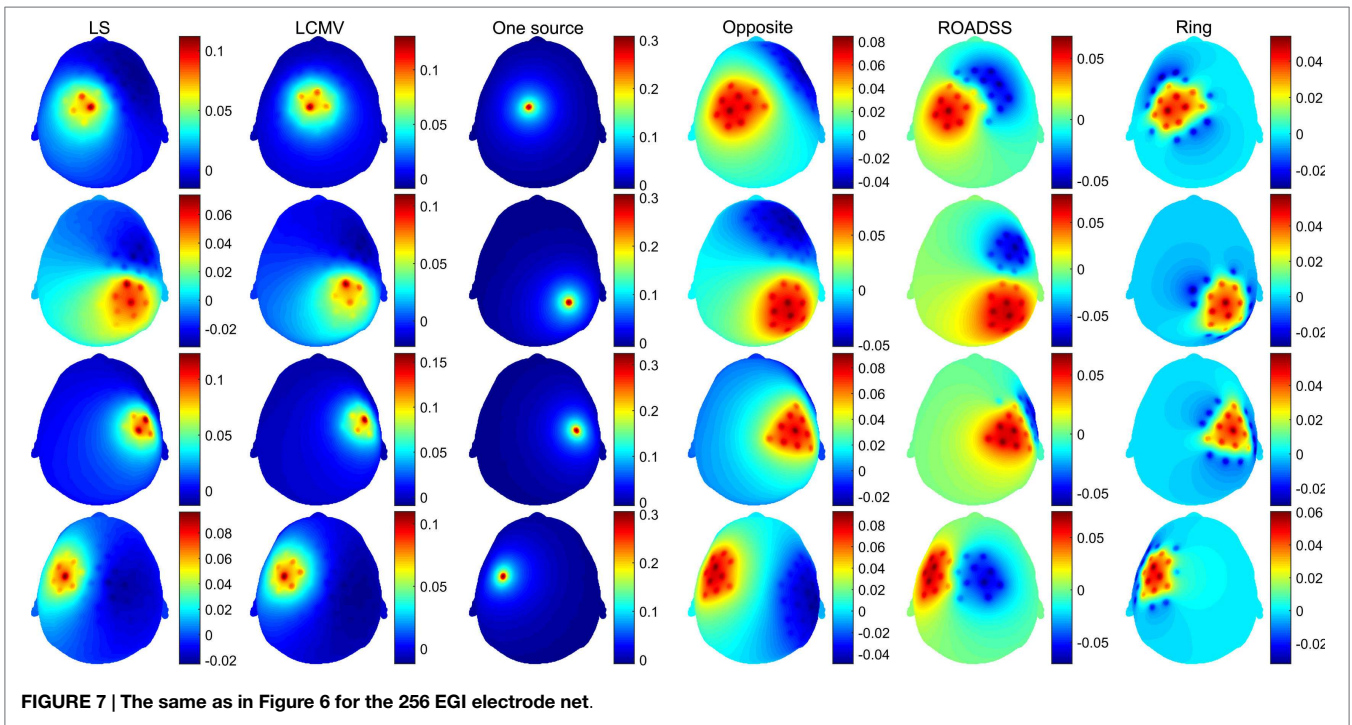 LS LCMV One source Opposite ROADSS Ring
0.1 0.05 0
0.1 0.05 0
0.3 0.2 0.1 0
0.08 0.06 0.04 0.02 0 -0.02 -0.04
0.05 0 -0.05
0.04 0.02 0 -0.02
0.06 0.04 0.02 0 -0.02
0.1 0.05 0
0.3 0.2 0.1 0
0.05 0 -0.05
0.05 0 -0.05
0.04 0.02 0 -0.02
0.1 0.05 0
0.15 0.1 0.05 0
0.3 0.2 0.1 0
0.08 0.06 0.04 0.02 0 -0.02
0.05 0 -0.05
0.04 0.02 0 -0.02
0.08 0.06 0.04 0.02 0 -0.02
0.1 0.05 0
0.3 0.2 0.1 0
0.08 0.06 0.04 0.02 0 -0.02 -0.04
0.05 0 -0.05
0.06 0.04 0.02 0 -0.02
FIGURE 7 | The same as in Figure 6 for the 256 EGI electrode net.